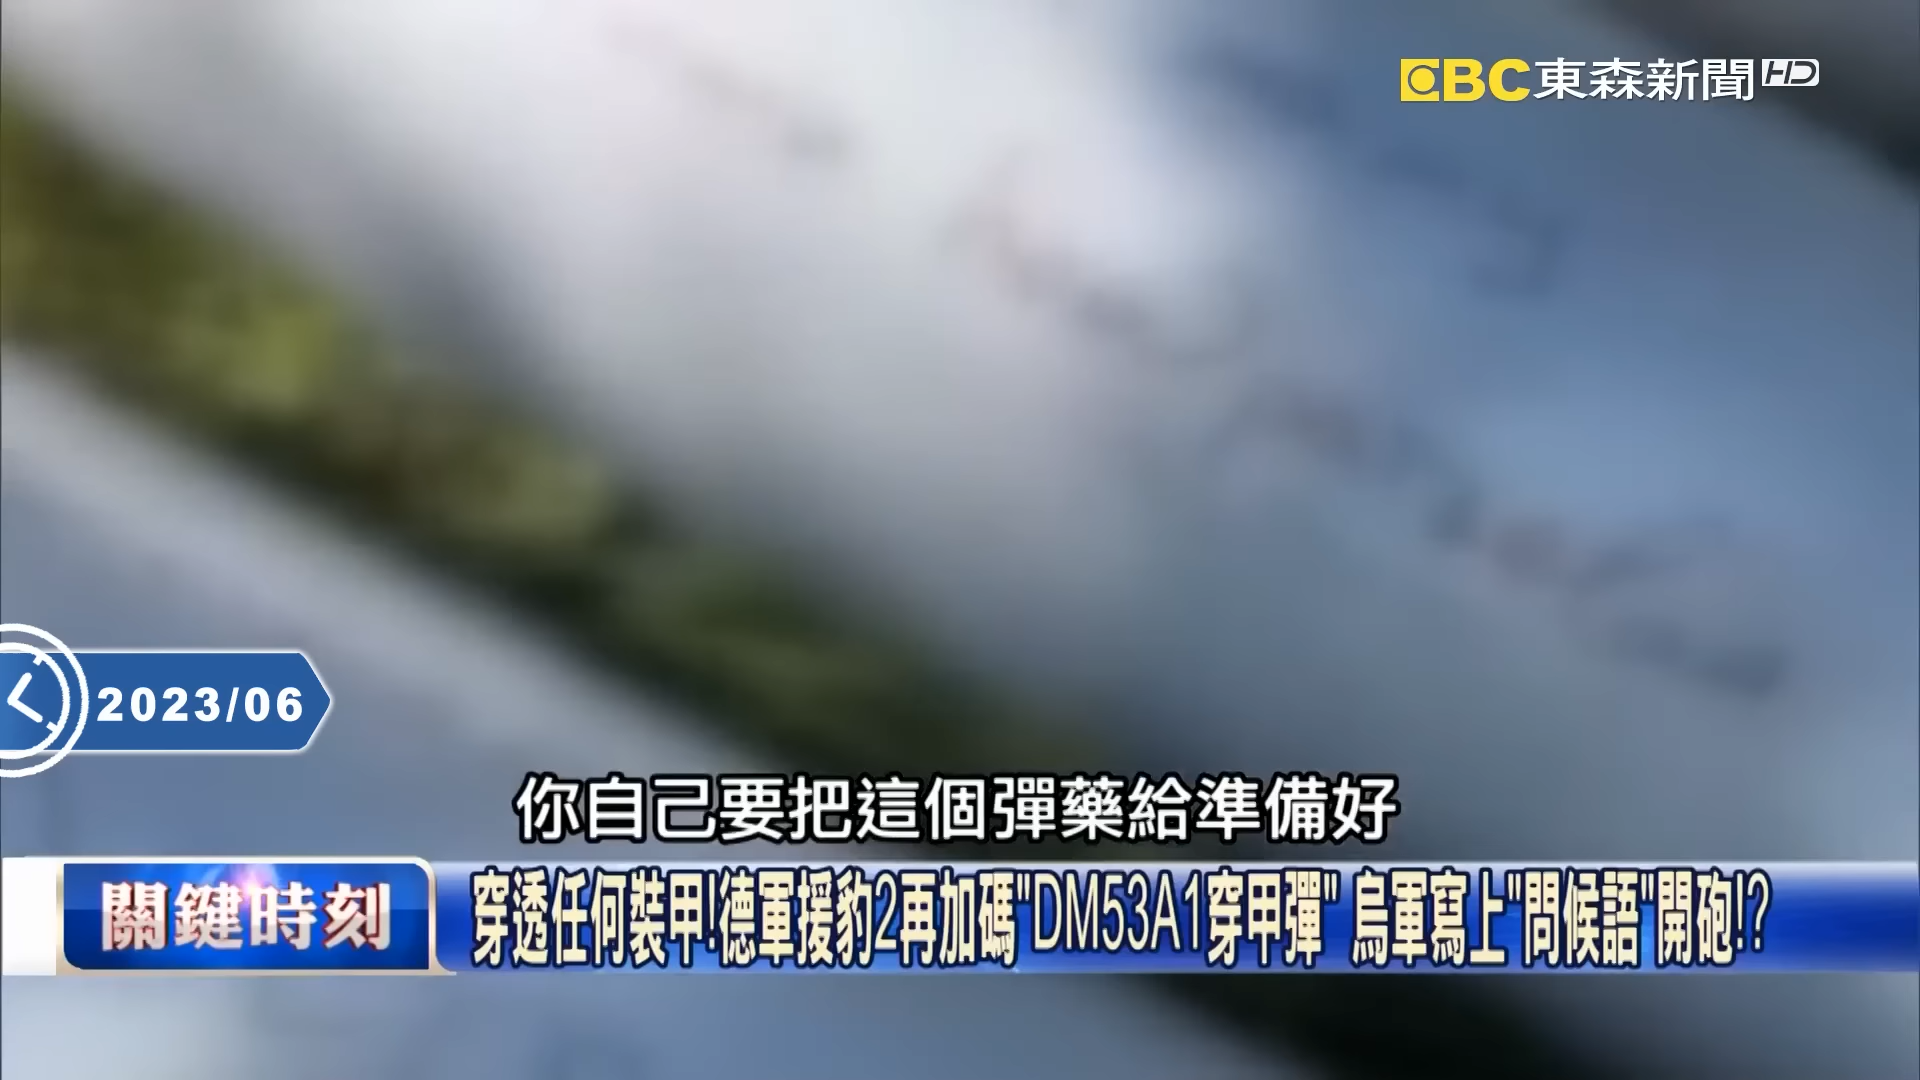 EBC東森新聞HD
2023/06
你自己要把這個彈藥給準備好
關鍵時刻
穿透任何裝甲!德軍援豹2再加碼"DM53A1穿甲彈" 烏軍寫上"問候語"開砲!?